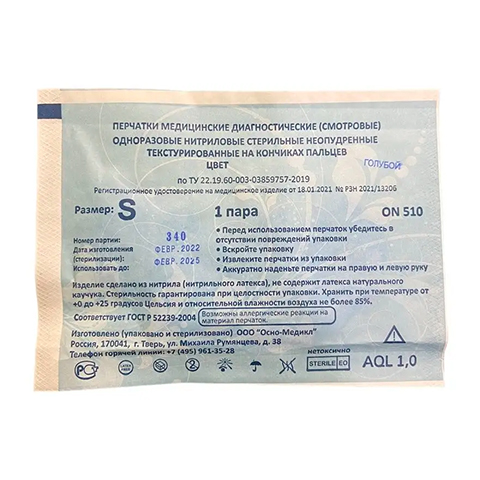 ПЕРЧАТКИ МЕДИЦИНСКИЕ ДИАГНОСТИЧЕСКИЕ (СМОТРОВЫЕ)
ОДНОРАЗОВЫЕ НИТРИЛОВЫЕ СТЕРИЛЬНЫЕ НЕОПУДРЕННЫЕ
ТЕКСТУРИРОВАННЫЕ НА КОНЧИКАХ ПАЛЬЦЕВ
ЦВЕТ ГОЛУБОЙ
по ТУ 22.19.60-003-03859757-2019
Регистрационное удостоверение на медицинское изделие от 18.01.2021 № РЗН 2021/13206
Размер: S 1 пара ON 510
Номер партии: 340
Дата изготовления ФЕВР.2022
(стерилизации):
Использовать до: ФЕВР.2025
• Перед использованием перчаток убедитесь в
отсутствии повреждений упаковки
• Вскройте упаковку
• Извлеките перчатки из упаковки
• Аккуратно наденьте перчатки на правую и левую руку
Изделие сделано из нитрила (нитрильного латекса), не содержит латекса натурального
каучука. Стерильность гарантирована при целостности упаковки. Хранить при температуре от
+0 до +25 градусов Цельсия и относительности влажности воздуха не более 85%.
Соответствует ГОСТ Р 52239-2004 Возможны аллергические реакции на
материал перчаток.
Изготовлено (упаковано и стерилизовано) ООО "Осно-Медикл"
Россия, 170041, г. Тверь, ул. Михаила Румянцева, д. 38
Телефон горячей линии: +7 (495) 961-35-28
нетоксично
STERILE EO AQL 1,0